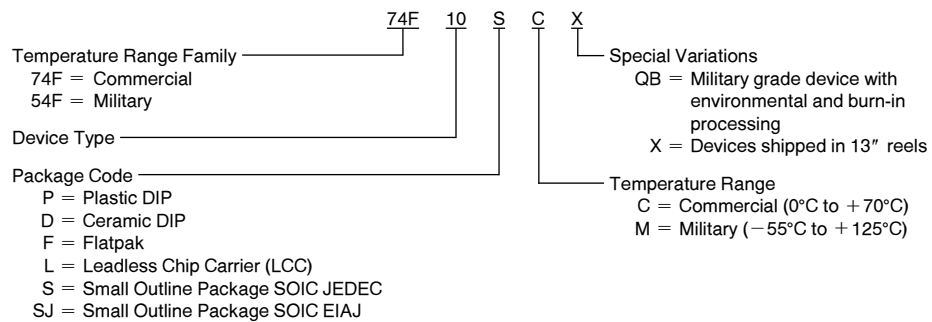 74F 10 S C X
Temperature Range Family
74F = Commercial
54F = Military
Device Type
Package Code
P = Plastic DIP
D = Ceramic DIP
F = Flatpak
L = Leadless Chip Carrier (LCC)
S = Small Outline Package SOIC JEDEC
SJ = Small Outline Package SOIC EIAJ
Special Variations
QB = Military grade device with
environmental and burn-in
processing
X = Devices shipped in 13″ reels
Temperature Range
C = Commercial (0°C to +70°C)
M = Military (−55°C to +125°C)